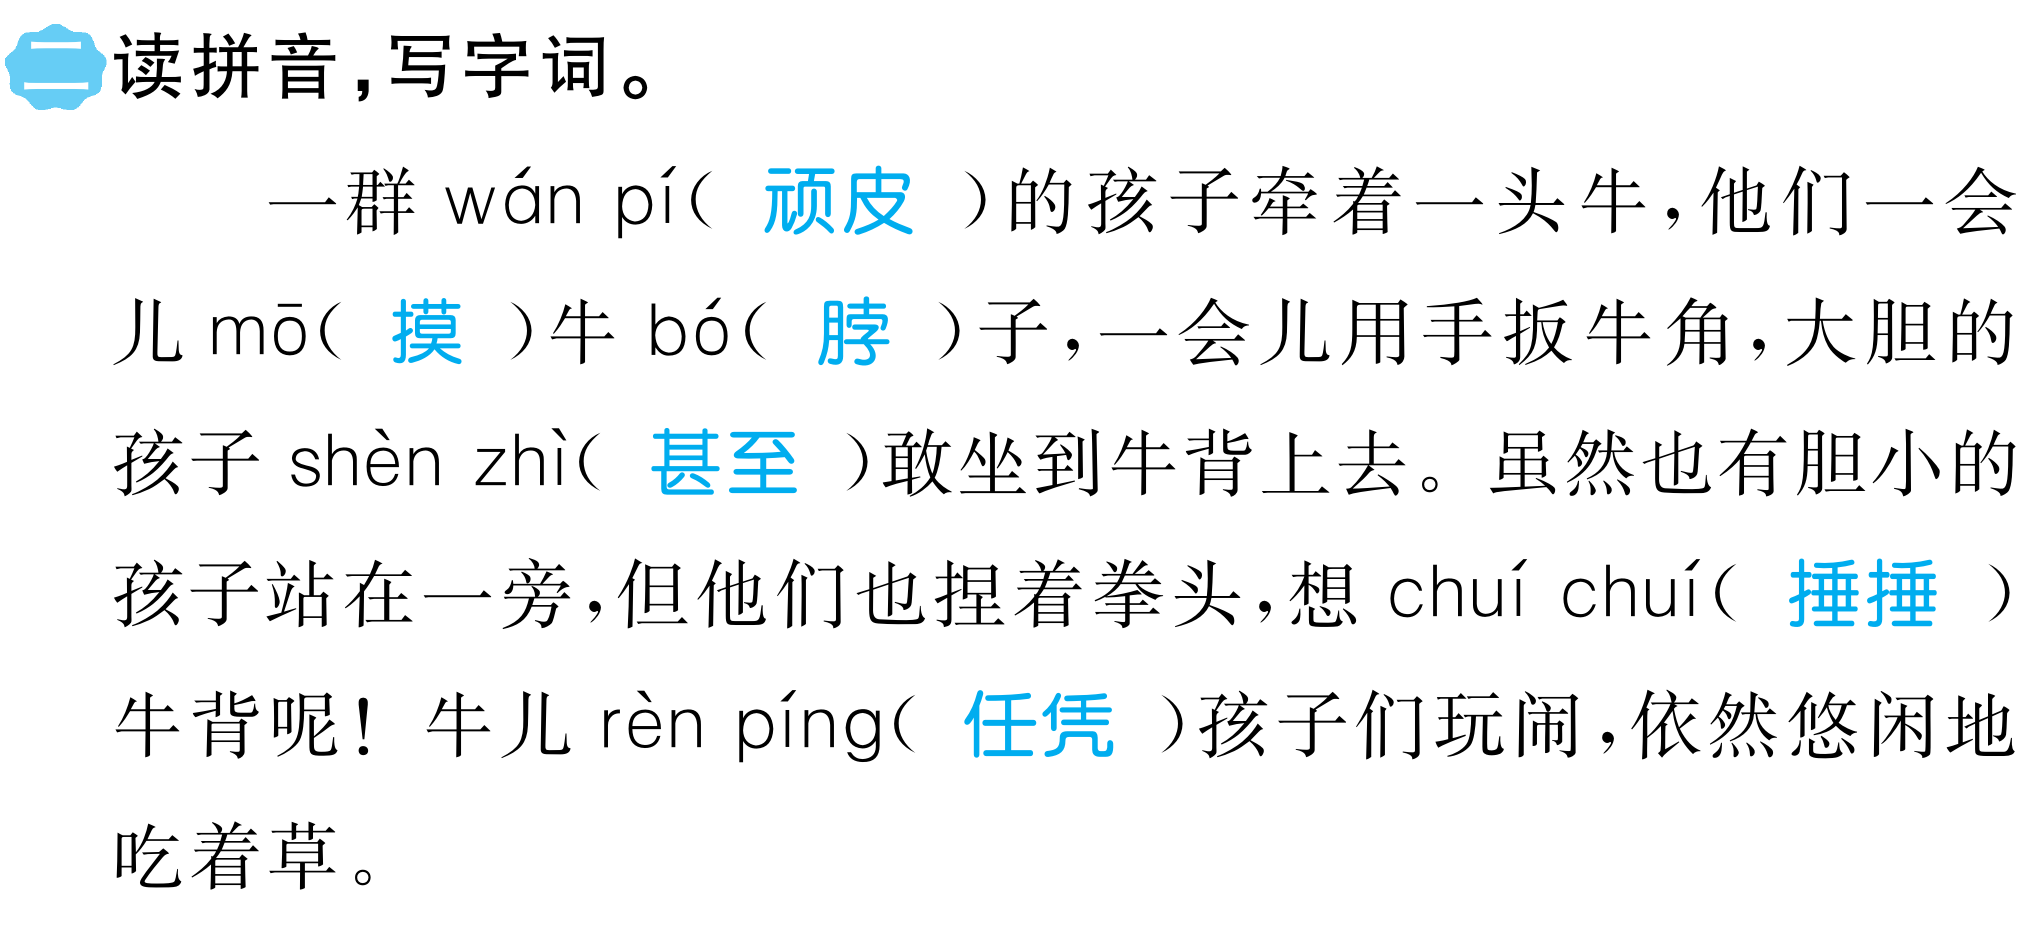 二 读拼音,写字词。
一群 wán pí( 顽皮 )的孩子牵着一头牛,他们一会
儿 mō( 摸 )牛 bó( 脖 )子,一会儿用手扳牛角,大胆的
孩子 shèn zhì( 甚至 )敢坐到牛背上去。虽然也有胆小的
孩子站在一旁,但他们也捏着拳头,想 chuí chuí( 捶捶 )
牛背呢！牛儿 rèn píng( 任凭 )孩子们玩闹,依然悠闲地
吃着草。